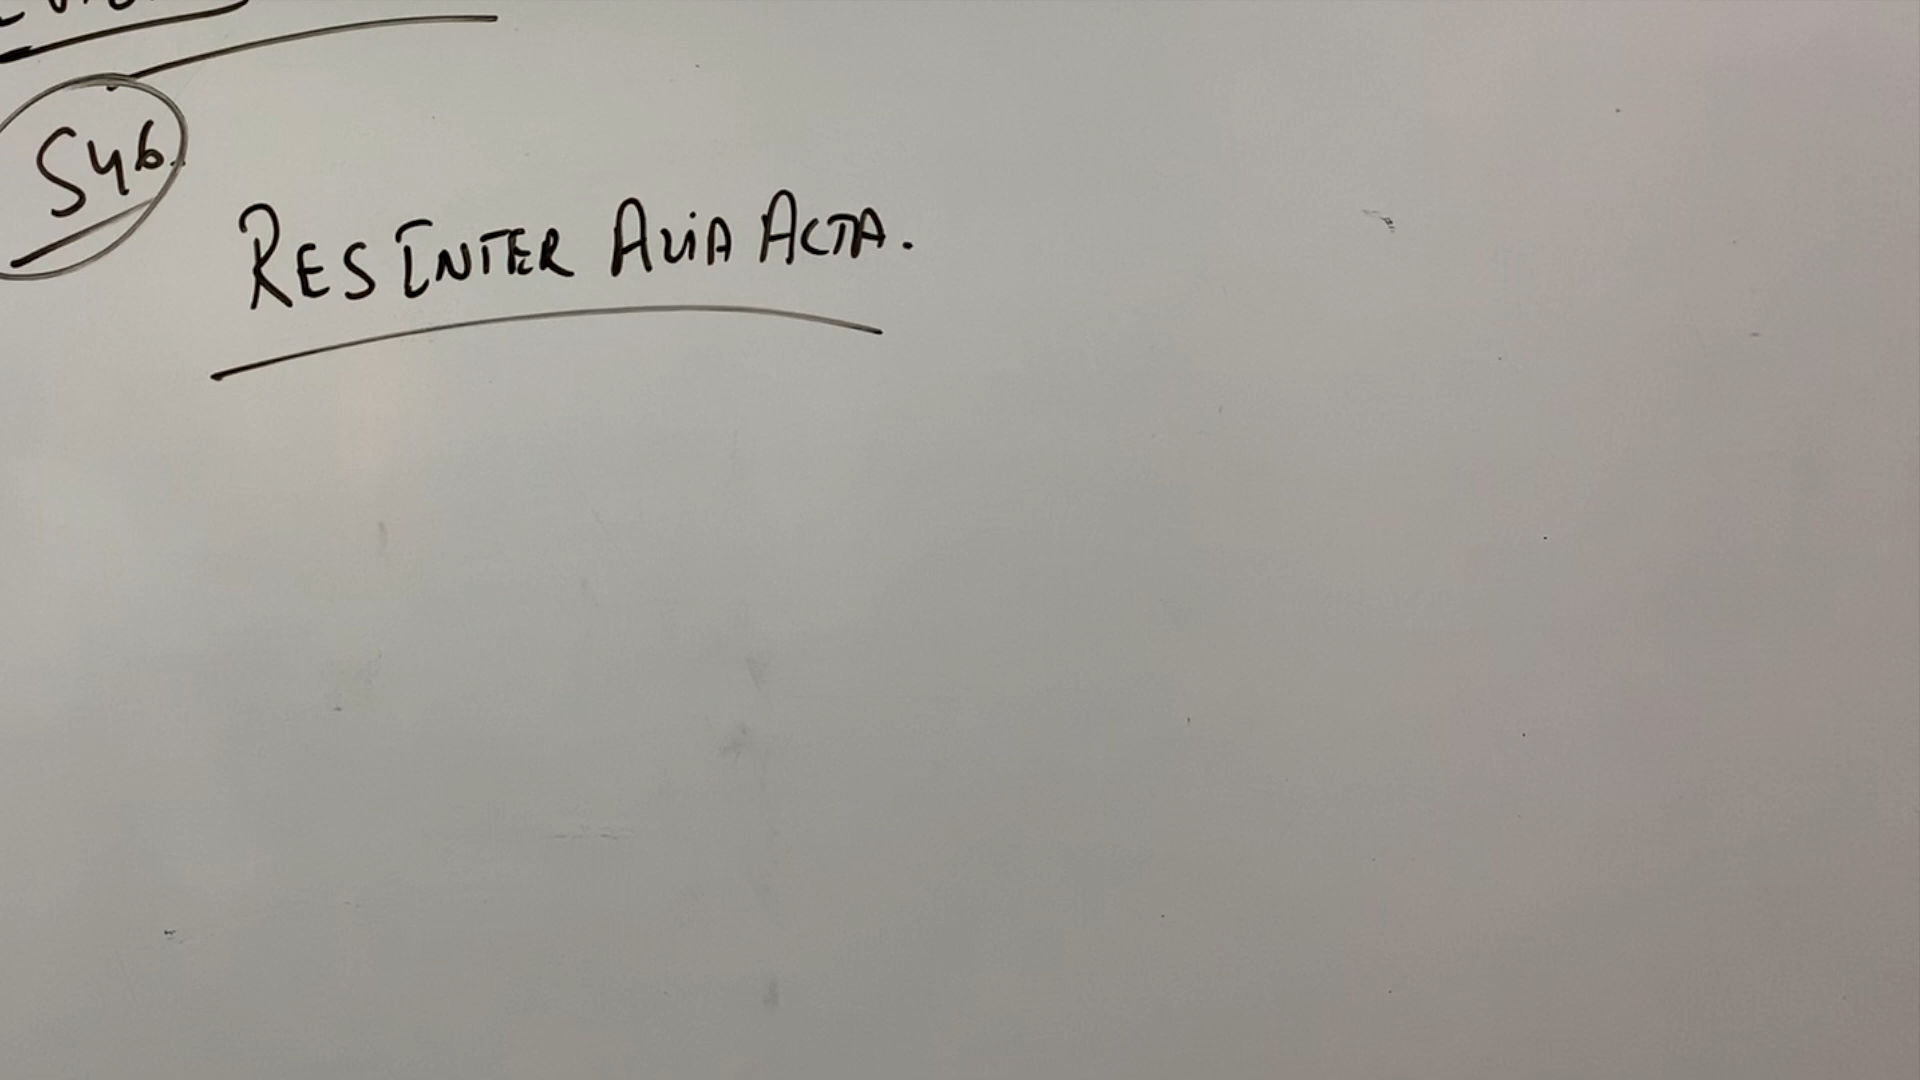 S46.
RES INTER ALIA ACTA.